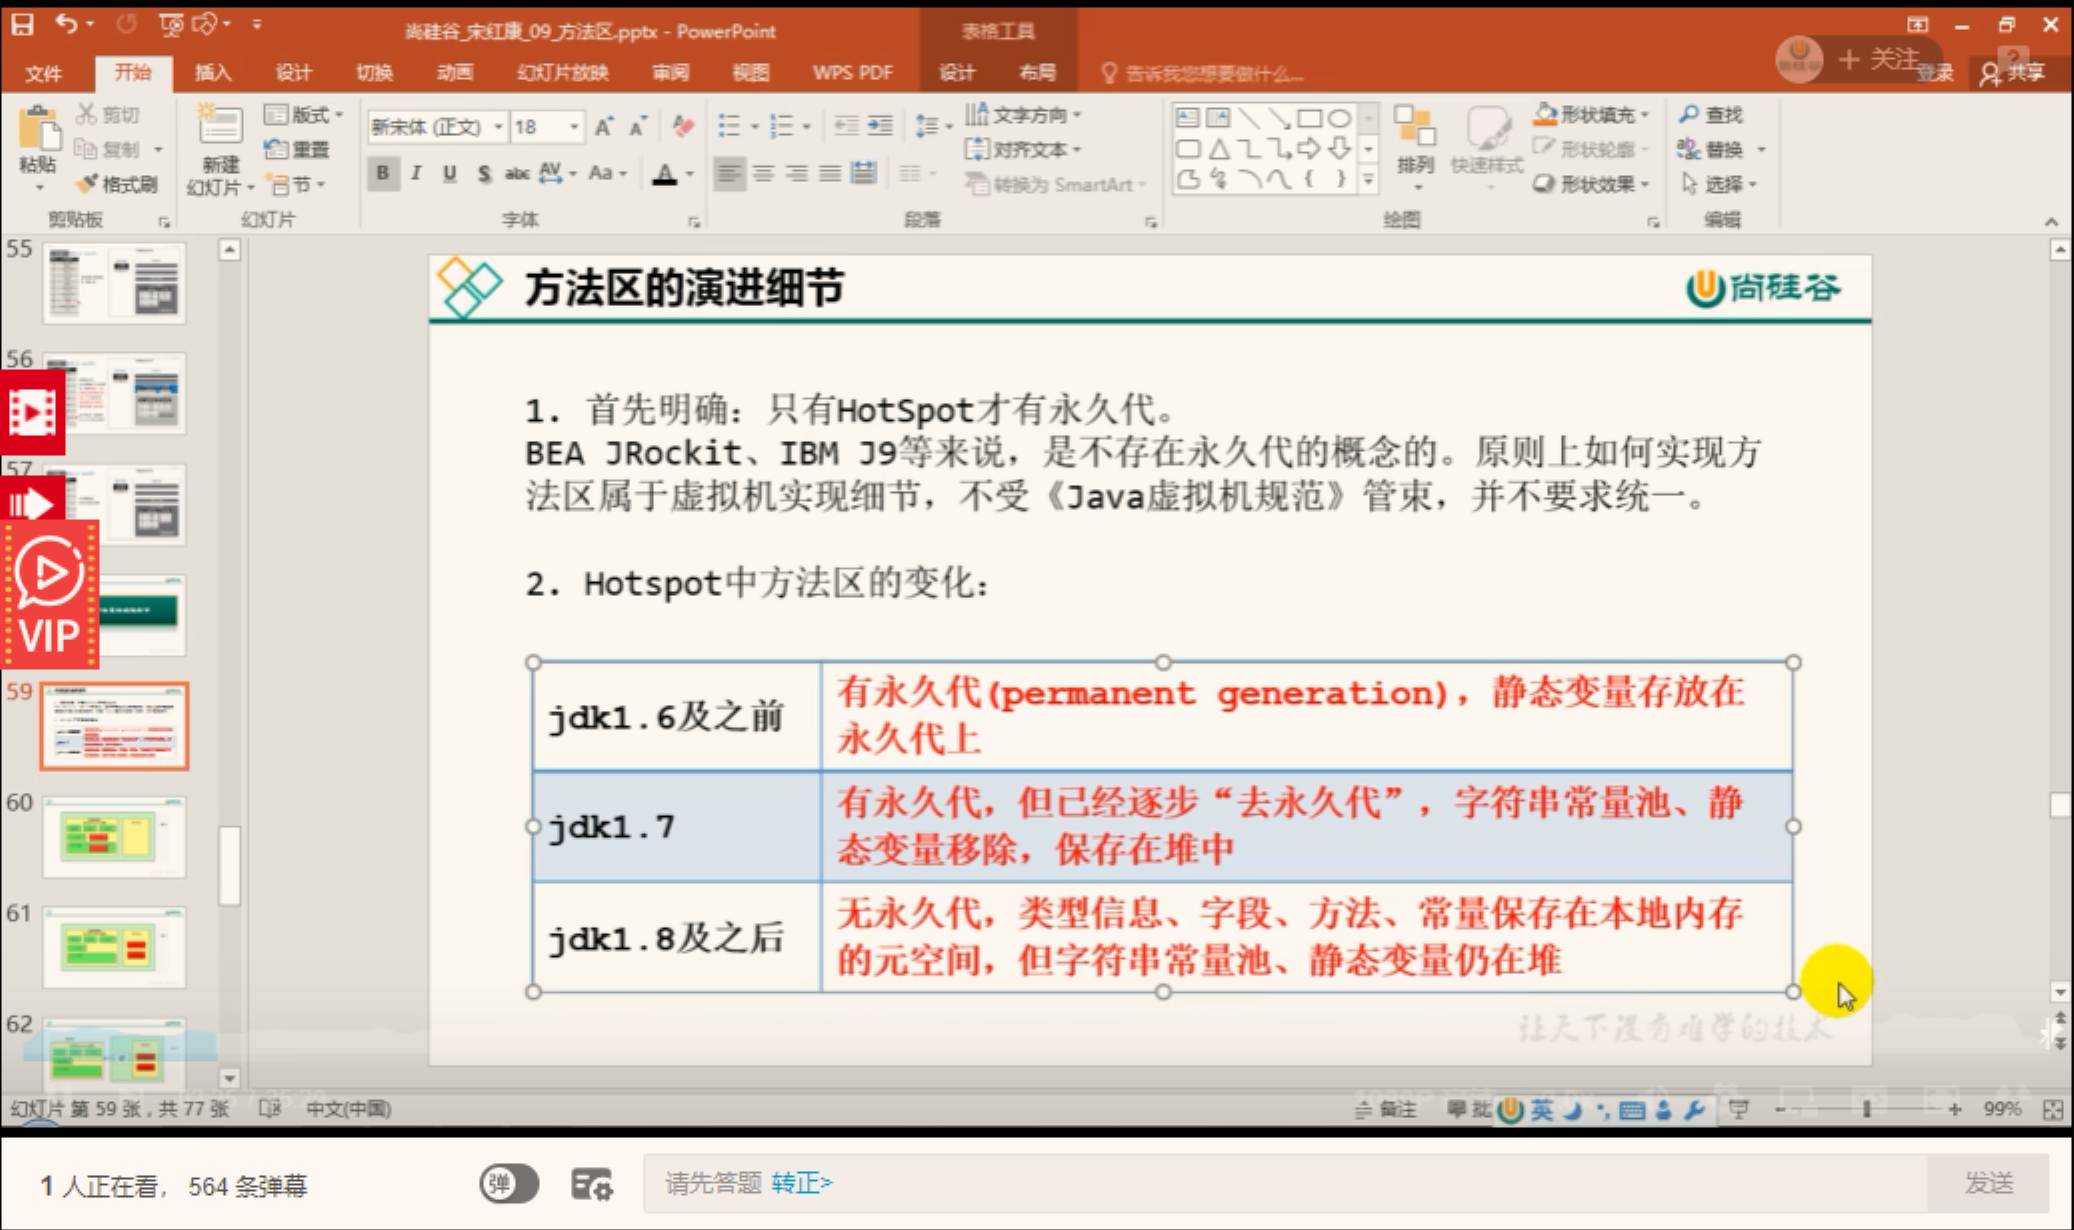 尚硅谷_宋红康_09_方法区.pptx - PowerPoint
表格工具
文件 开始 插入 设计 切换 动画 幻灯片放映 审阅 视图 WPS PDF 设计 布局 告诉我您想要做什么... 登录 共享
+ 关注
粘贴 剪切 复制 格式刷
剪贴板
新建幻灯片 版式 重置 节
幻灯片
新宋体 (正文) 18
B I U S abc AV Aa A
字体
文字方向 对齐文本 转换为 SmartArt
段落
排列 快速样式 形状填充 形状轮廓 形状效果
绘图
查找 替换 选择
编辑
55
56
57
VIP
59
60
61
62
方法区的演进细节
尚硅谷
1. 首先明确：只有HotSpot才有永久代。
BEA JRockit、IBM J9等来说，是不存在永久代的概念的。原则上如何实现方
法区属于虚拟机实现细节，不受《Java虚拟机规范》管束，并不要求统一。
2. Hotspot中方法区的变化：
jdk1.6及之前
有永久代(permanent generation)，静态变量存放在
永久代上
jdk1.7
有永久代，但已经逐步“去永久代”，字符串常量池、静
态变量移除，保存在堆中
jdk1.8及之后
无永久代，类型信息、字段、方法、常量保存在本地内存
的元空间，但字符串常量池、静态变量仍在堆
让天下没有难学的技术
幻灯片 第 59 张，共 77 张 中文(中国) 备注 批 英 99%
1 人正在看， 564 条弹幕 弹 请先答题 转正> 发送